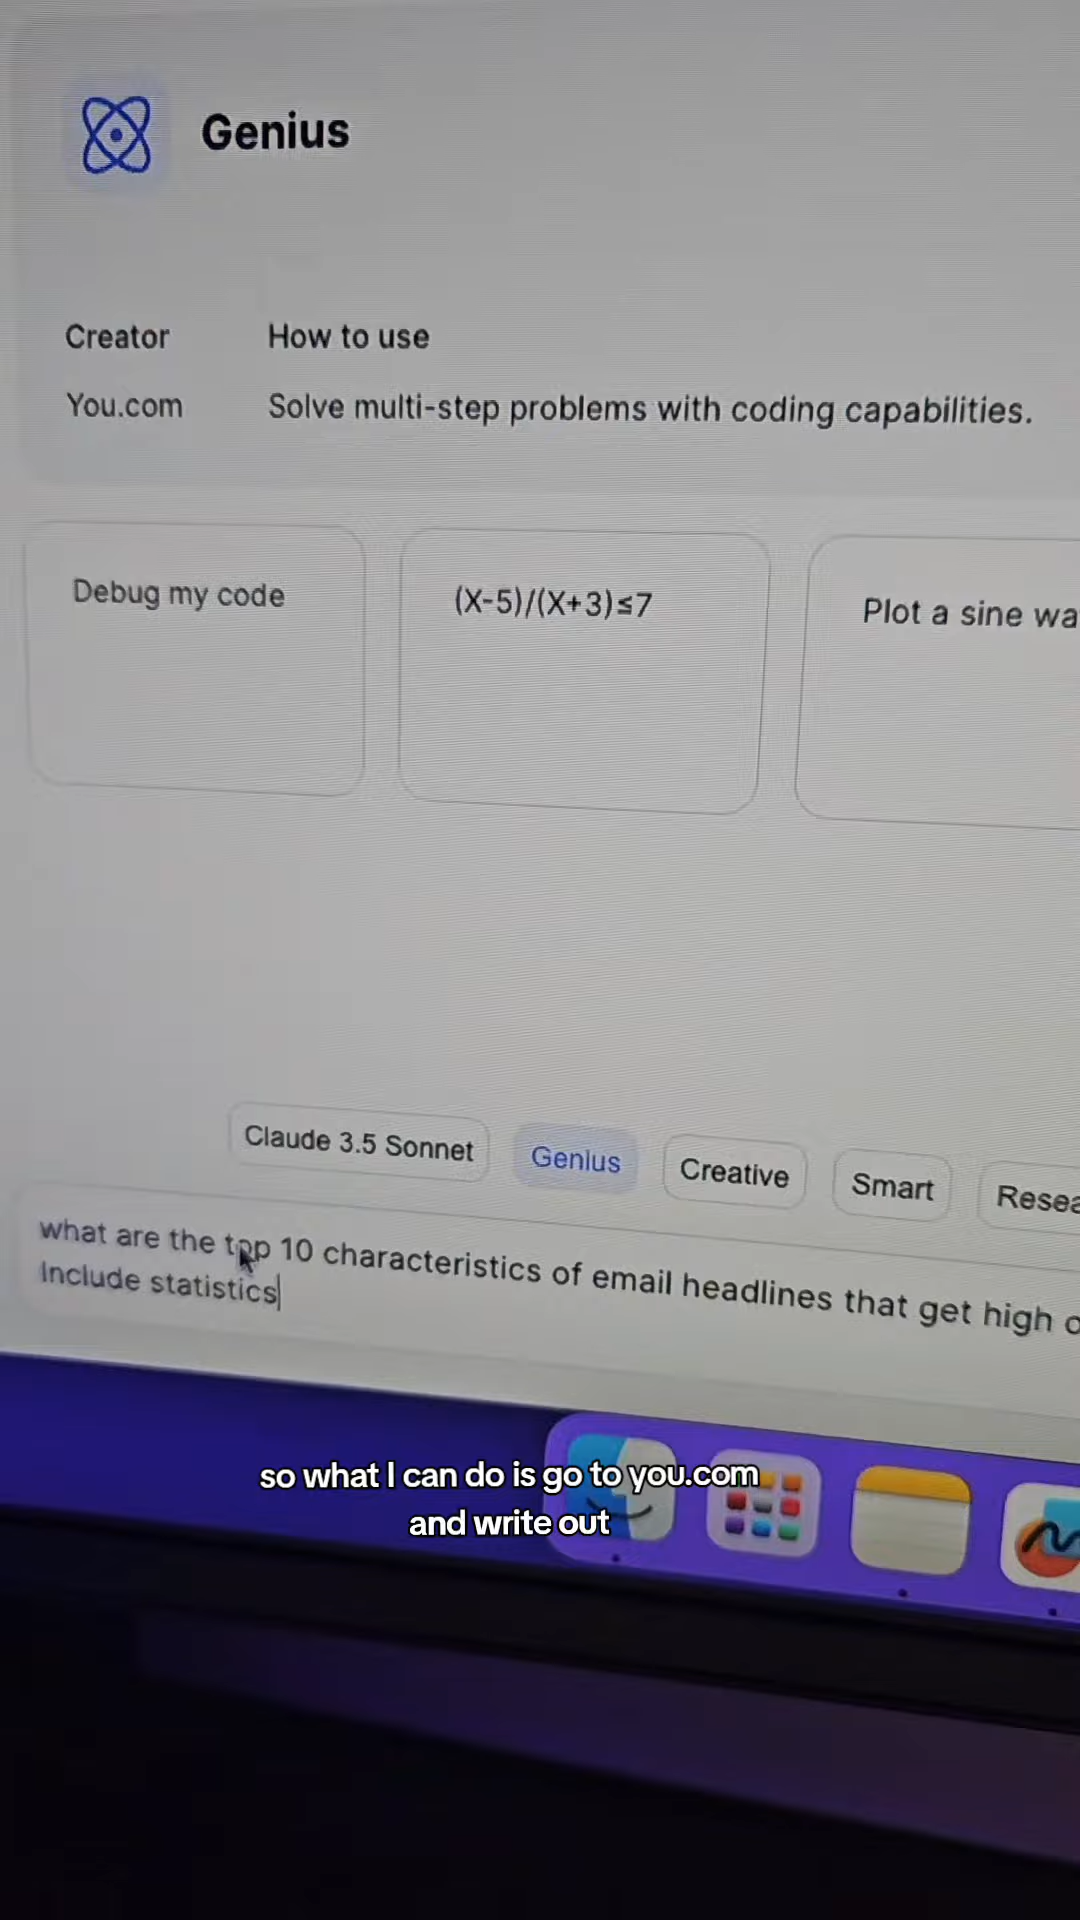 Genius
Creator
How to use
You.com
Solve multi-step problems with coding capabilities.
Debug my code
(X-5)/(X+3)≤7
Plot a sine wa
Claude 3.5 Sonnet
Genius
Creative
Smart
Resea
what are the top 10 characteristics of email headlines that get high o
Include statistics
so what I can do is go to you.com
and write out